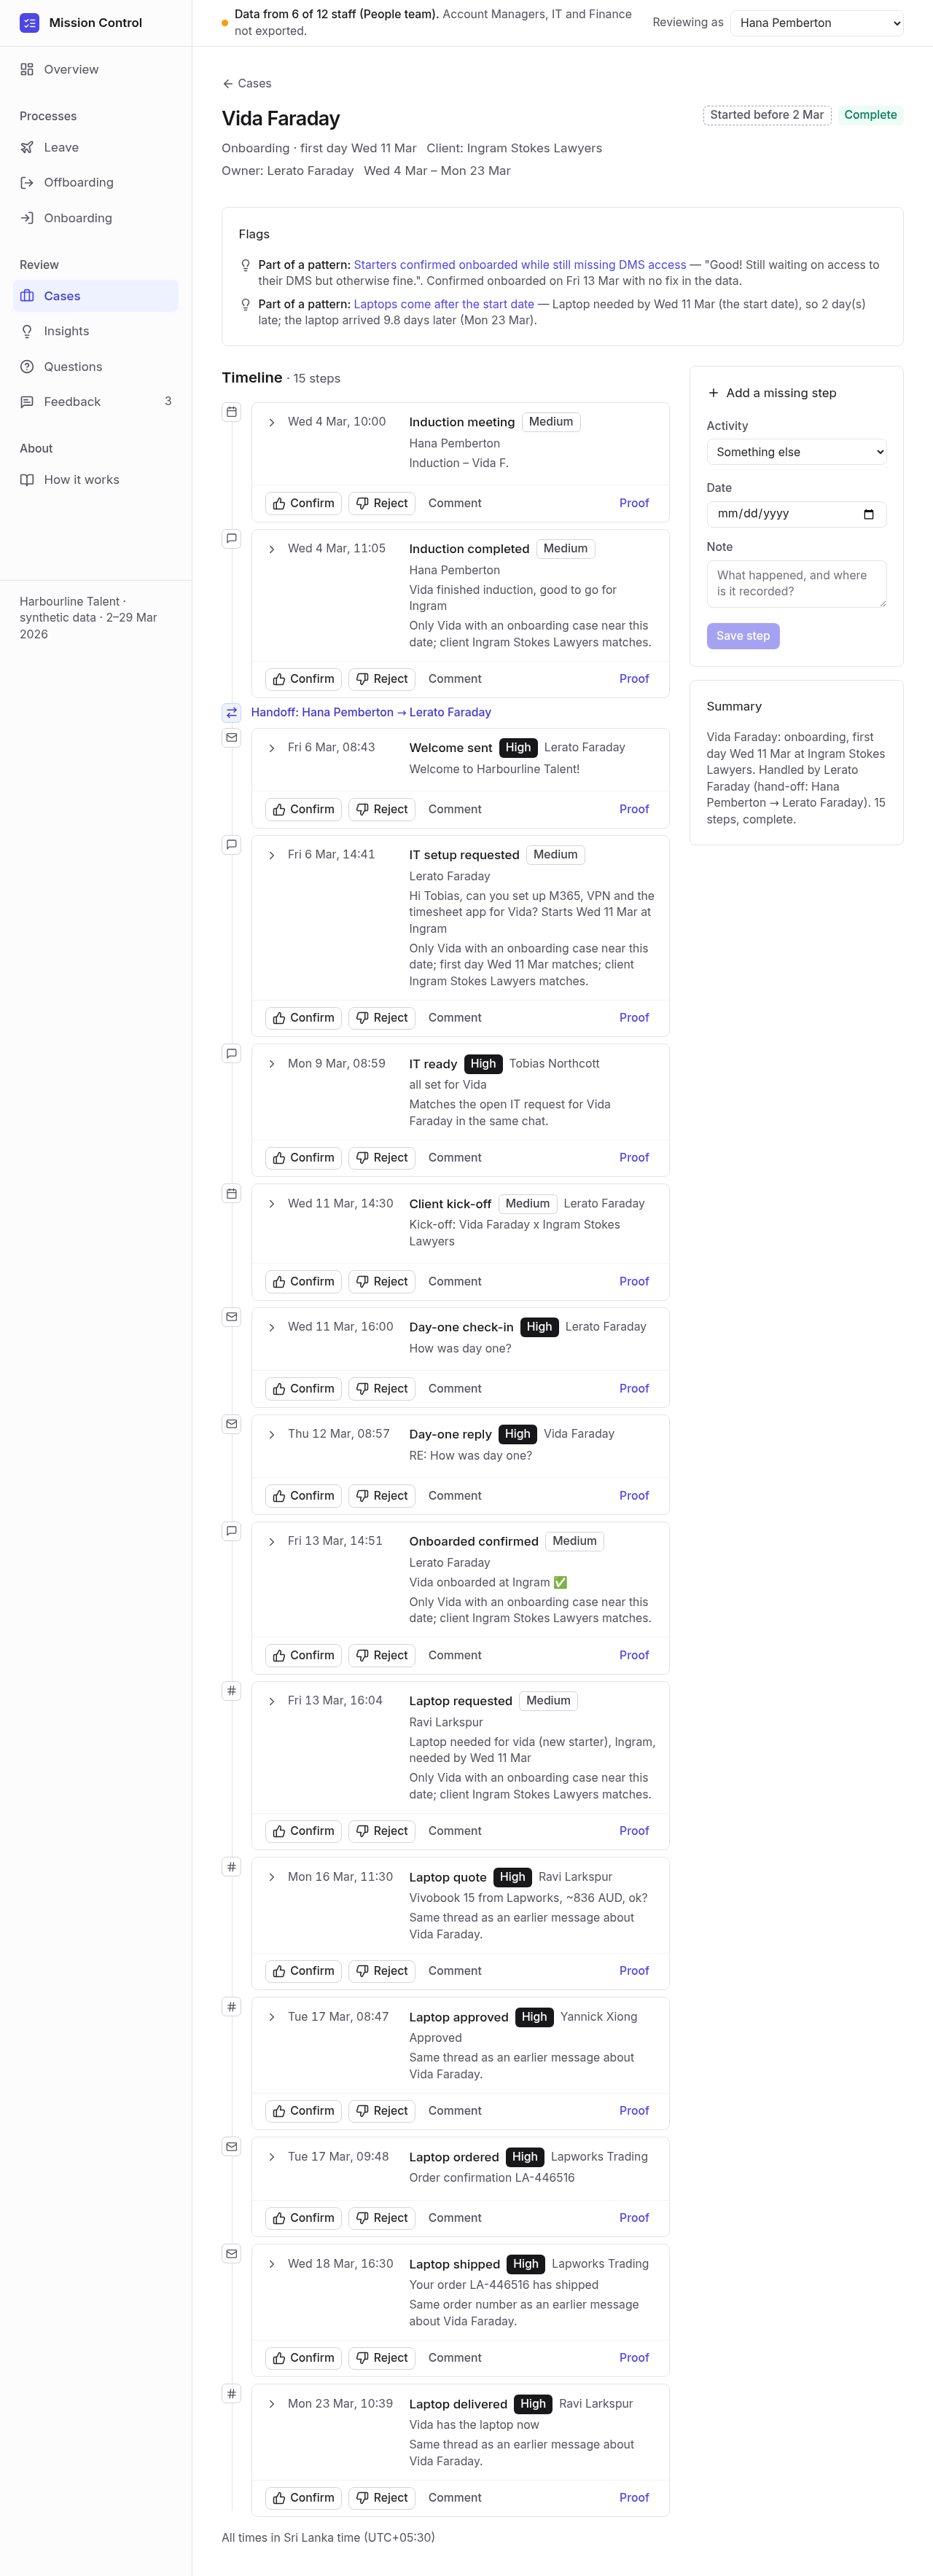 Mission Control
Overview
Processes
Leave
Offboarding
Onboarding
Review
Cases
Insights
Questions
Feedback 3
About
How it works
Harbourline Talent ·
synthetic data · 2–29 Mar
2026
Data from 6 of 12 staff (People team). Account Managers, IT and Finance
not exported.
Reviewing as Hana Pemberton
← Cases
Vida Faraday
Started before 2 Mar Complete
Onboarding · first day Wed 11 Mar Client: Ingram Stokes Lawyers
Owner: Lerato Faraday Wed 4 Mar – Mon 23 Mar
Flags
Part of a pattern: Starters confirmed onboarded while still missing DMS access — "Good! Still waiting on access to
their DMS but otherwise fine.". Confirmed onboarded on Fri 13 Mar with no fix in the data.
Part of a pattern: Laptops come after the start date — Laptop needed by Wed 11 Mar (the start date), so 2 day(s)
late; the laptop arrived 9.8 days later (Mon 23 Mar).
Timeline · 15 steps
Wed 4 Mar, 10:00 Induction meeting Medium
Hana Pemberton
Induction – Vida F.
Confirm Reject Comment Proof
Wed 4 Mar, 11:05 Induction completed Medium
Hana Pemberton
Vida finished induction, good to go for
Ingram
Only Vida with an onboarding case near this
date; client Ingram Stokes Lawyers matches.
Confirm Reject Comment Proof
Handoff: Hana Pemberton → Lerato Faraday
Fri 6 Mar, 08:43 Welcome sent High Lerato Faraday
Welcome to Harbourline Talent!
Confirm Reject Comment Proof
Fri 6 Mar, 14:41 IT setup requested Medium
Lerato Faraday
Hi Tobias, can you set up M365, VPN and the
timesheet app for Vida? Starts Wed 11 Mar at
Ingram
Only Vida with an onboarding case near this
date; first day Wed 11 Mar matches; client
Ingram Stokes Lawyers matches.
Confirm Reject Comment Proof
Mon 9 Mar, 08:59 IT ready High Tobias Northcott
all set for Vida
Matches the open IT request for Vida
Faraday in the same chat.
Confirm Reject Comment Proof
Wed 11 Mar, 14:30 Client kick-off Medium Lerato Faraday
Kick-off: Vida Faraday x Ingram Stokes
Lawyers
Confirm Reject Comment Proof
Wed 11 Mar, 16:00 Day-one check-in High Lerato Faraday
How was day one?
Confirm Reject Comment Proof
Thu 12 Mar, 08:57 Day-one reply High Vida Faraday
RE: How was day one?
Confirm Reject Comment Proof
Fri 13 Mar, 14:51 Onboarded confirmed Medium
Lerato Faraday
Vida onboarded at Ingram ✅
Only Vida with an onboarding case near this
date; client Ingram Stokes Lawyers matches.
Confirm Reject Comment Proof
Fri 13 Mar, 16:04 Laptop requested Medium
Ravi Larkspur
Laptop needed for vida (new starter), Ingram,
needed by Wed 11 Mar
Only Vida with an onboarding case near this
date; client Ingram Stokes Lawyers matches.
Confirm Reject Comment Proof
Mon 16 Mar, 11:30 Laptop quote High Ravi Larkspur
Vivobook 15 from Lapworks, ~836 AUD, ok?
Same thread as an earlier message about
Vida Faraday.
Confirm Reject Comment Proof
Tue 17 Mar, 08:47 Laptop approved High Yannick Xiong
Approved
Same thread as an earlier message about
Vida Faraday.
Confirm Reject Comment Proof
Tue 17 Mar, 09:48 Laptop ordered High Lapworks Trading
Order confirmation LA-446516
Confirm Reject Comment Proof
Wed 18 Mar, 16:30 Laptop shipped High Lapworks Trading
Your order LA-446516 has shipped
Same order number as an earlier message
about Vida Faraday.
Confirm Reject Comment Proof
Mon 23 Mar, 10:39 Laptop delivered High Ravi Larkspur
Vida has the laptop now
Same thread as an earlier message about
Vida Faraday.
Confirm Reject Comment Proof
All times in Sri Lanka time (UTC+05:30)
Add a missing step
Activity
Something else
Date
mm/dd/yyyy
Note
What happened, and where
is it recorded?
Save step
Summary
Vida Faraday: onboarding, first
day Wed 11 Mar at Ingram Stokes
Lawyers. Handled by Lerato
Faraday (hand-off: Hana
Pemberton → Lerato Faraday). 15
steps, complete.